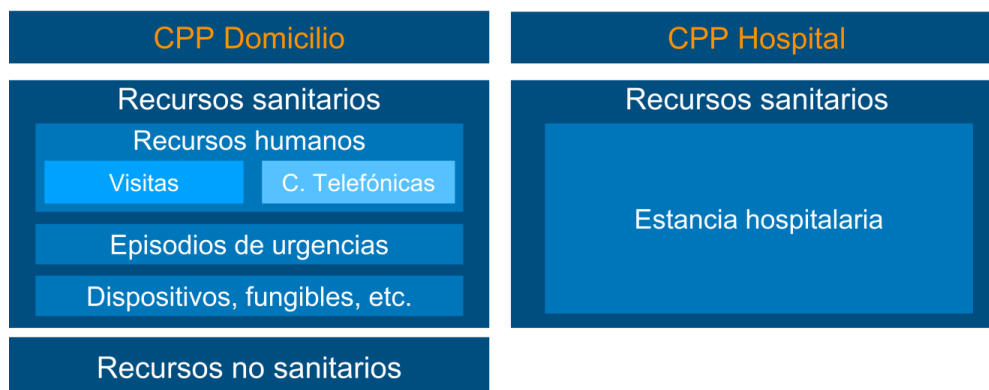 CPP Domicilio
Recursos sanitarios
Recursos humanos
Visitas
C. Telefónicas
Episodios de urgencias
Dispositivos, fungibles, etc.
Recursos no sanitarios
CPP Hospital
Recursos sanitarios
Estancia hospitalaria